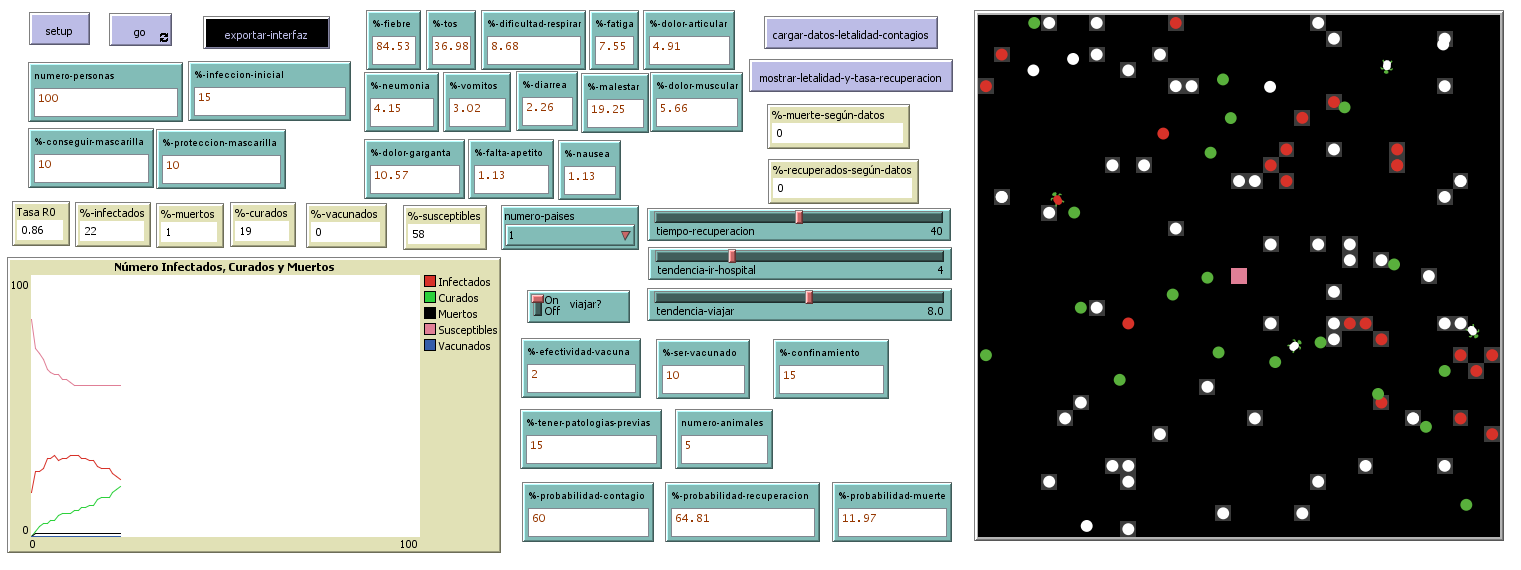 setup
go
exportar-interfaz
numero-personas
100
%-infeccion-inicial
15
%-conseguir-mascarilla
10
%-proteccion-mascarilla
10
%-fiebre
84.53
%-tos
36.98
%-dificultad-respirar
8.68
%-fatiga
7.55
%-dolor-articular
4.91
%-neumonia
4.15
%-vomitos
3.02
%-diarrea
2.26
%-malestar
19.25
%-dolor-muscular
5.66
%-dolor-garganta
10.57
%-falta-apetito
1.13
%-nausea
1.13
cargar-datos-letalidad-contagios
mostrar-letalidad-y-tasa-recuperacion
%-muerte-según-datos
0
%-recuperados-según-datos
0
Tasa R0
0.86
%-infectados
22
%-muertos
1
%-curados
19
%-vacunados
0
%-susceptibles
58
numero-paises
1
tiempo-recuperacion 40
tendencia-ir-hospital 4
tendencia-viajar 8.0
On
Off
viajar?
Número Infectados, Curados y Muertos
100
0
0
100
Infectados
Curados
Muertos
Susceptibles
Vacunados
%-efectividad-vacuna
2
%-ser-vacunado
10
%-confinamiento
15
%-tener-patologias-previas
15
numero-animales
5
%-probabilidad-contagio
60
%-probabilidad-recuperacion
64.81
%-probabilidad-muerte
11.97